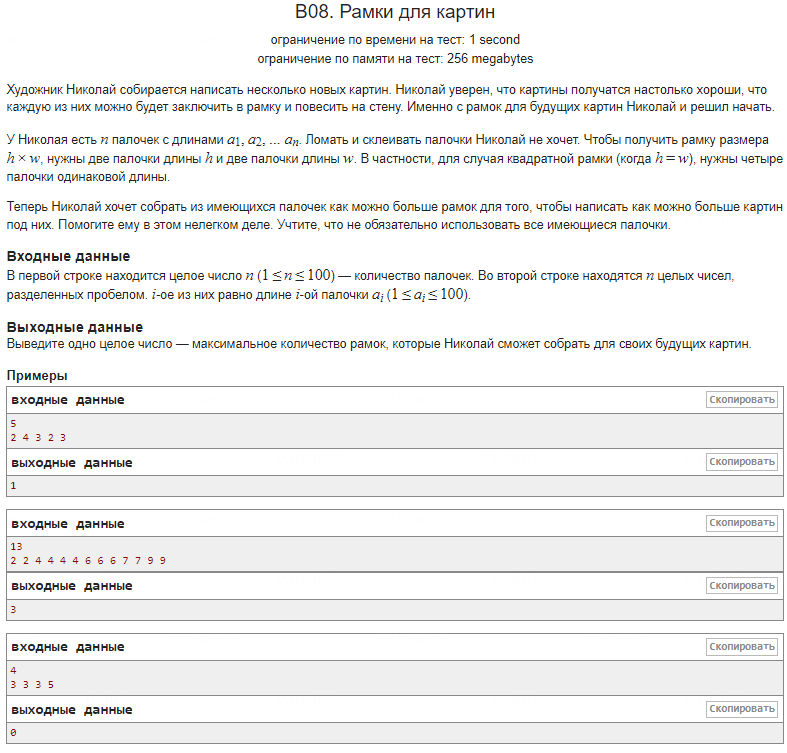 B08. Рамки для картин
ограничение по времени на тест: 1 second
ограничение по памяти на тест: 256 megabytes
Художник Николай собирается написать несколько новых картин. Николай уверен, что картины получатся настолько хороши, что
каждую из них можно будет заключить в рамку и повесить на стену. Именно с рамок для будущих картин Николай и решил начать.
У Николая есть n палочек с длинами a1, a2, ... an. Ломать и склеивать палочки Николай не хочет. Чтобы получить рамку размера
h × w, нужны две палочки длины h и две палочки длины w. В частности, для случая квадратной рамки (когда h = w), нужны четыре
палочки одинаковой длины.
Теперь Николай хочет собрать из имеющихся палочек как можно больше рамок для того, чтобы написать как можно больше картин
под них. Помогите ему в этом нелегком деле. Учтите, что не обязательно использовать все имеющиеся палочки.
Входные данные
В первой строке находится целое число n (1 ≤ n ≤ 100) — количество палочек. Во второй строке находятся n целых чисел,
разделенных пробелом. i-ое из них равно длине i-ой палочки ai (1 ≤ ai ≤ 100).
Выходные данные
Выведите одно целое число — максимальное количество рамок, которые Николай сможет собрать для своих будущих картин.
Примеры
входные данные Скопировать
5
2 4 3 2 3
выходные данные Скопировать
1
входные данные Скопировать
13
2 2 4 4 4 4 6 6 6 7 7 9 9
выходные данные Скопировать
3
входные данные Скопировать
4
3 3 3 5
выходные данные Скопировать
0